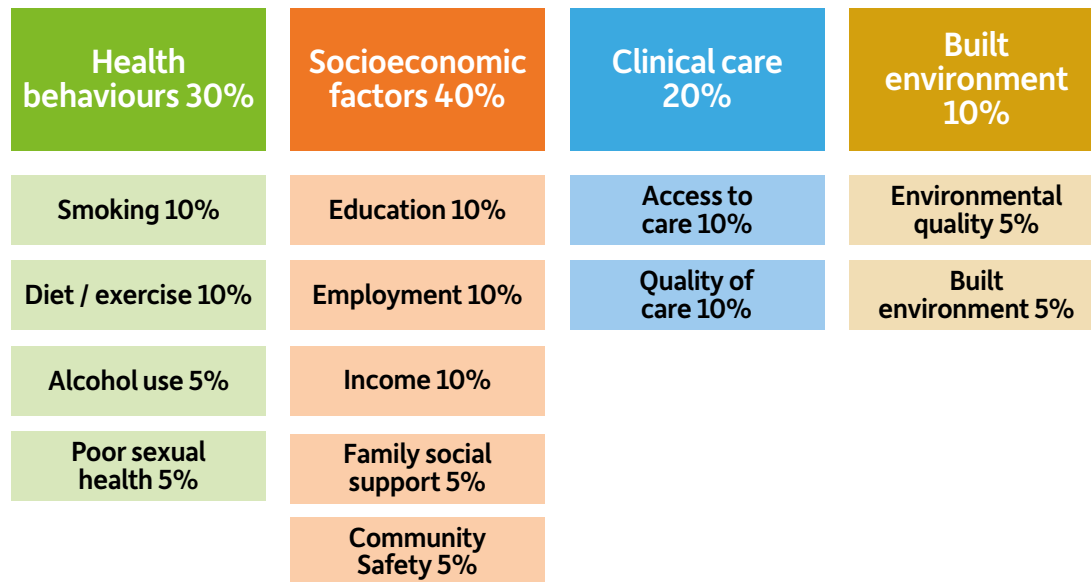 Health
behaviours 30%
Smoking 10%
Diet / exercise 10%
Alcohol use 5%
Poor sexual
health 5%
Socioeconomic
factors 40%
Education 10%
Employment 10%
Income 10%
Family social
support 5%
Community
Safety 5%
Clinical care
20%
Access to
care 10%
Quality of
care 10%
Built
environment
10%
Environmental
quality 5%
Built
environment 5%